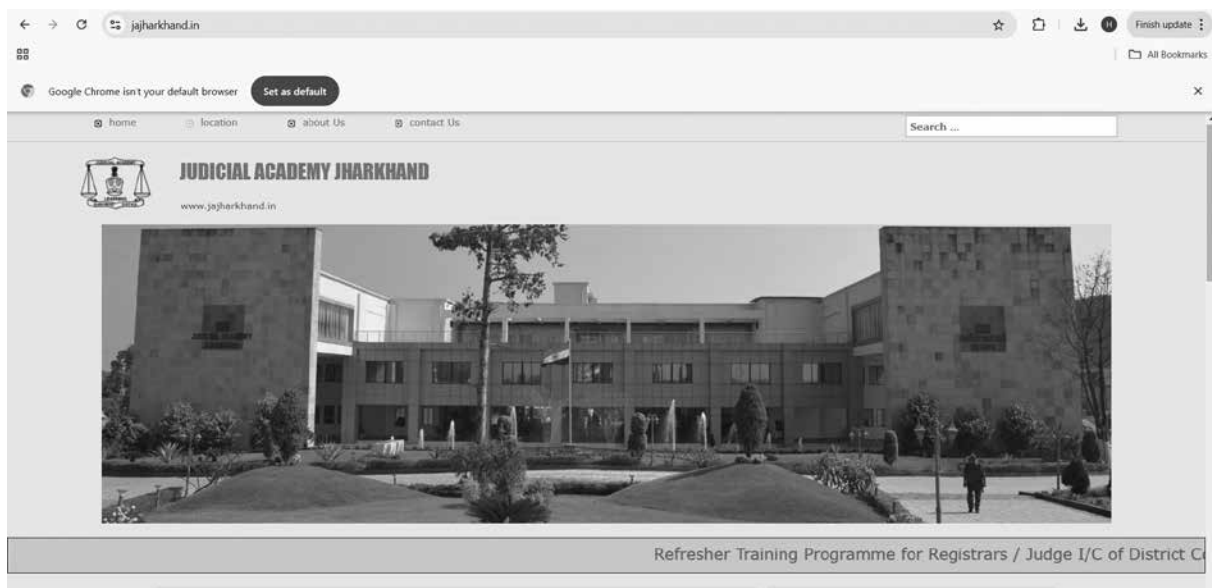 jajharkhand.in
H
Finish update
All Bookmarks
Google Chrome isn't your default browser
Set as default
home
location
about Us
contact Us
Search ...
JUDICIAL ACADEMY JHARKHAND
www.jajharkhand.in
Refresher Training Programme for Registrars / Judge I/C of District